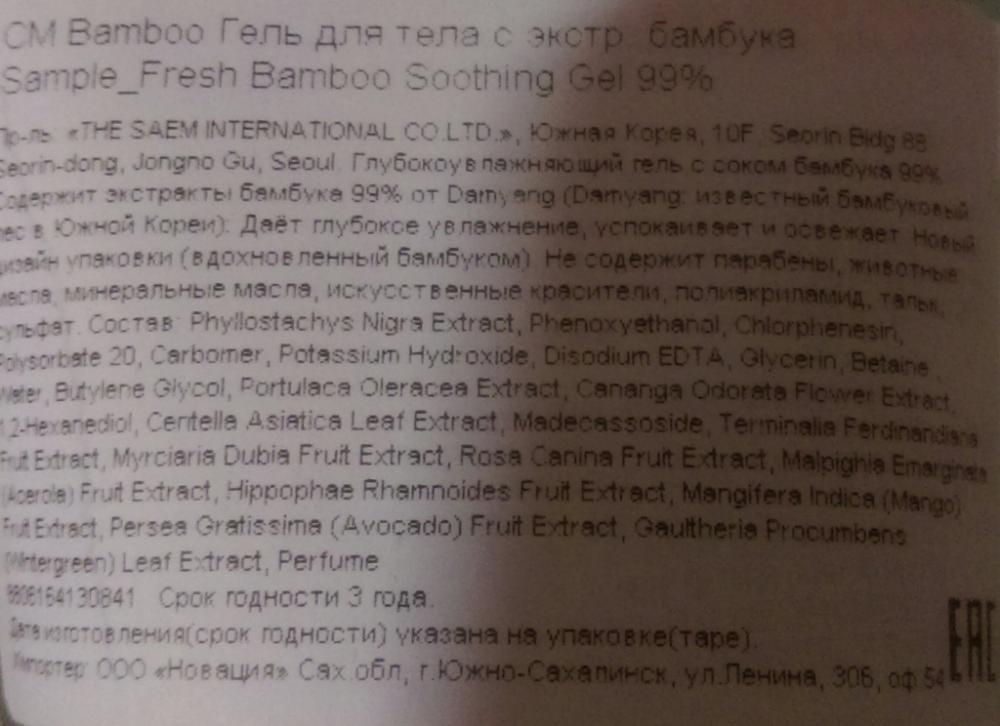 СМ Bamboo Гель для тела с экстр. бамбука
Sample_Fresh Bamboo Soothing Gel 99%
Пр-ль: «THE SAEM INTERNATIONAL CO.LTD.», Южная Корея, 10F, Seorin Bldg 88
Seorin-dong, Jongno Gu, Seoul. Глубокоувлажняющий гель с соком бамбука 99%
Содержит экстракты бамбука 99% от Damyang (Damyang: известный бамбуковый
лес в Южной Кореи). Даёт глубокое увлажнение, успокаивает и освежает. Новый
дизайн упаковки (вдохновленный бамбуком). Не содержит парабены, животные
масла, минеральные масла, искусственные красители, полиакриламид, тальк,
сульфат. Состав: Phyllostachys Nigra Extract, Phenoxyethanol, Chlorphenesin,
Polysorbate 20, Carbomer, Potassium Hydroxide, Disodium EDTA, Glycerin, Betaine,
Water, Butylene Glycol, Portulaca Oleracea Extract, Cananga Odorata Flower Extract,
1,2-Hexanediol, Centella Asiatica Leaf Extract, Madecassoside, Terminalia Ferdinandiana
Fruit Extract, Myrciaria Dubia Fruit Extract, Rosa Canina Fruit Extract, Malpighia Emarginata
(Acerola) Fruit Extract, Hippophae Rhamnoides Fruit Extract, Mangifera Indica (Mango)
Fruit Extract, Persea Gratissima (Avocado) Fruit Extract, Gaultheria Procumbens
(Wintergreen) Leaf Extract, Perfume
8806164130841 Срок годности 3 года.
Дата изготовления(срок годности) указана на упаковке(таре).
Импортер: ООО «Новация» Сах.обл, г.Южно-Сахалинск, ул.Ленина, 306, оф.54
EAC